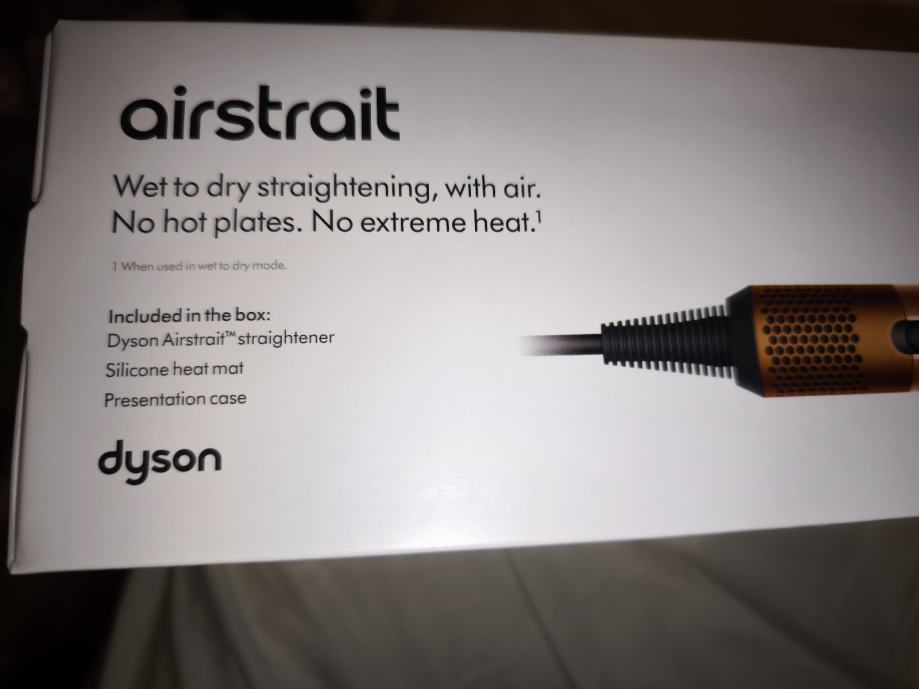 airstrait
Wet to dry straightening, with air.
No hot plates. No extreme heat.¹
1 When used in wet to dry mode.
Included in the box:
Dyson Airstrait™ straightener
Silicone heat mat
Presentation case
dyson